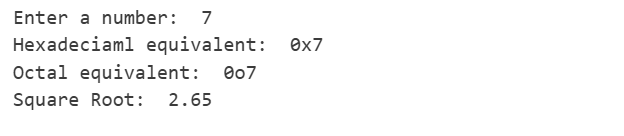 Enter a number:  7
Hexadeciaml equivalent:  0x7
Octal equivalent:  0o7
Square Root:  2.65